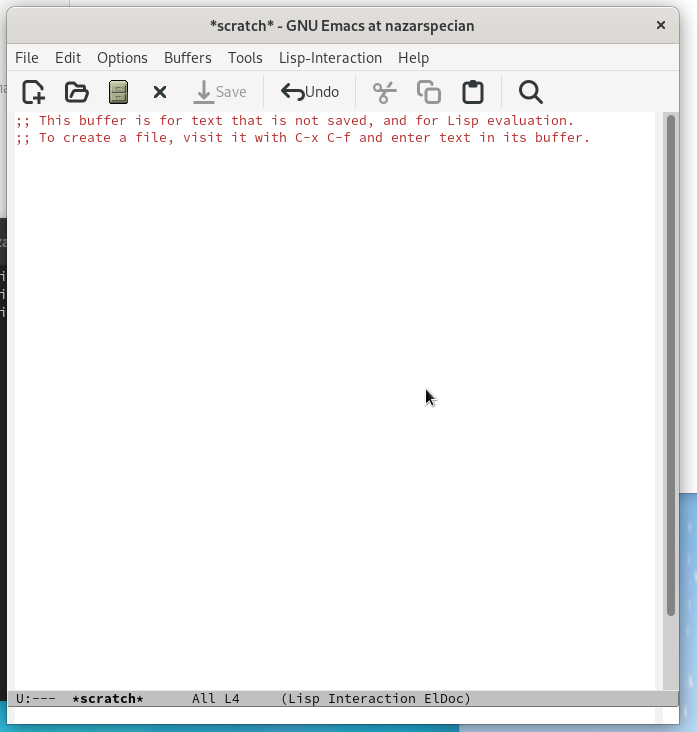 *scratch* - GNU Emacs at nazarspecian
File Edit Options Buffers Tools Lisp-Interaction Help
Save Undo
;; This buffer is for text that is not saved, and for Lisp evaluation.
;; To create a file, visit it with C-x C-f and enter text in its buffer.
U:--- *scratch* All L4 (Lisp Interaction ElDoc)